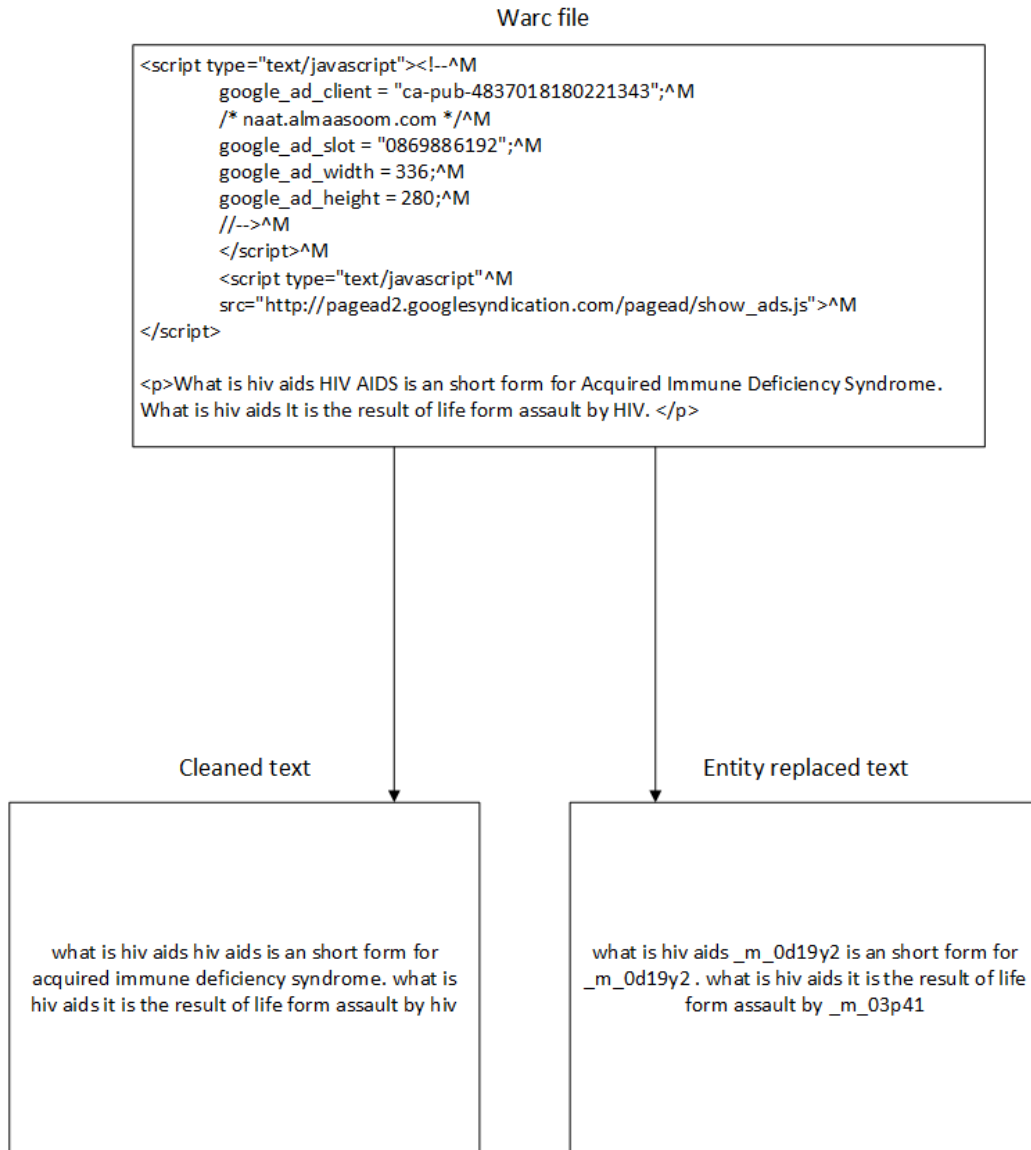 Warc file
<script type="text/javascript"><!--^M
google_ad_client = "ca-pub-4837018180221343";^M
/* naat.almaasoom.com */^M
google_ad_slot = "0869886192";^M
google_ad_width = 336;^M
google_ad_height = 280;^M
//-->^M
</script>^M
<script type="text/javascript"^M
src="http://pagead2.googlesyndication.com/pagead/show_ads.js">^M
</script>
<p>What is hiv aids HIV AIDS is an short form for Acquired Immune Deficiency Syndrome.
What is hiv aids It is the result of life form assault by HIV. </p>
Cleaned text
what is hiv aids hiv aids is an short form for
acquired immune deficiency syndrome. what is
hiv aids it is the result of life form assault by hiv
Entity replaced text
what is hiv aids _m_0d19y2 is an short form for
_m_0d19y2 . what is hiv aids it is the result of life
form assault by _m_03p41